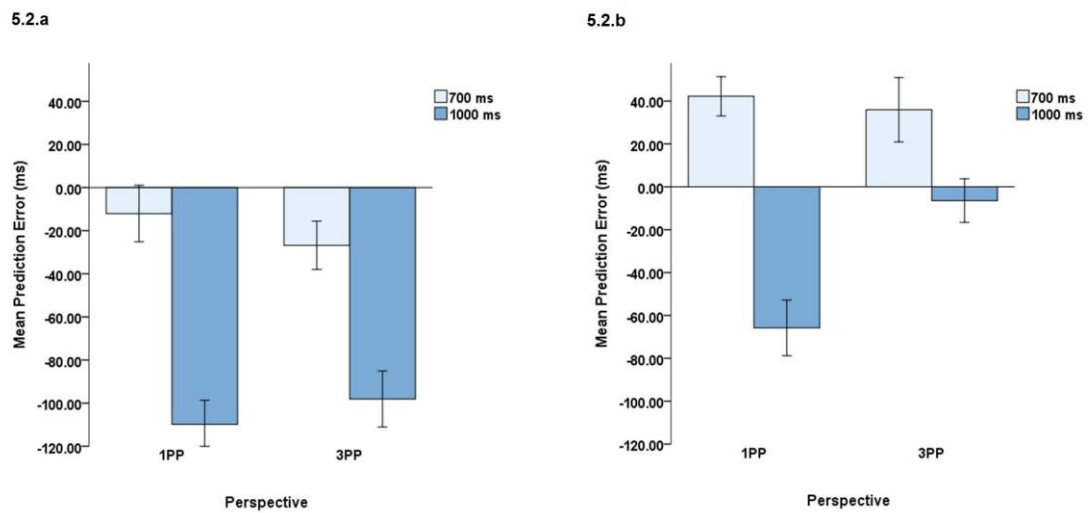 5.2.a
40.00
20.00
0.00
-20.00
-40.00
-60.00
-80.00
-100.00
-120.00
Mean Prediction Error (ms)
700 ms
1000 ms
1PP
3PP
Perspective
5.2.b
40.00
20.00
0.00
-20.00
-40.00
-60.00
-80.00
-100.00
-120.00
Mean Prediction Error (ms)
700 ms
1000 ms
1PP
3PP
Perspective